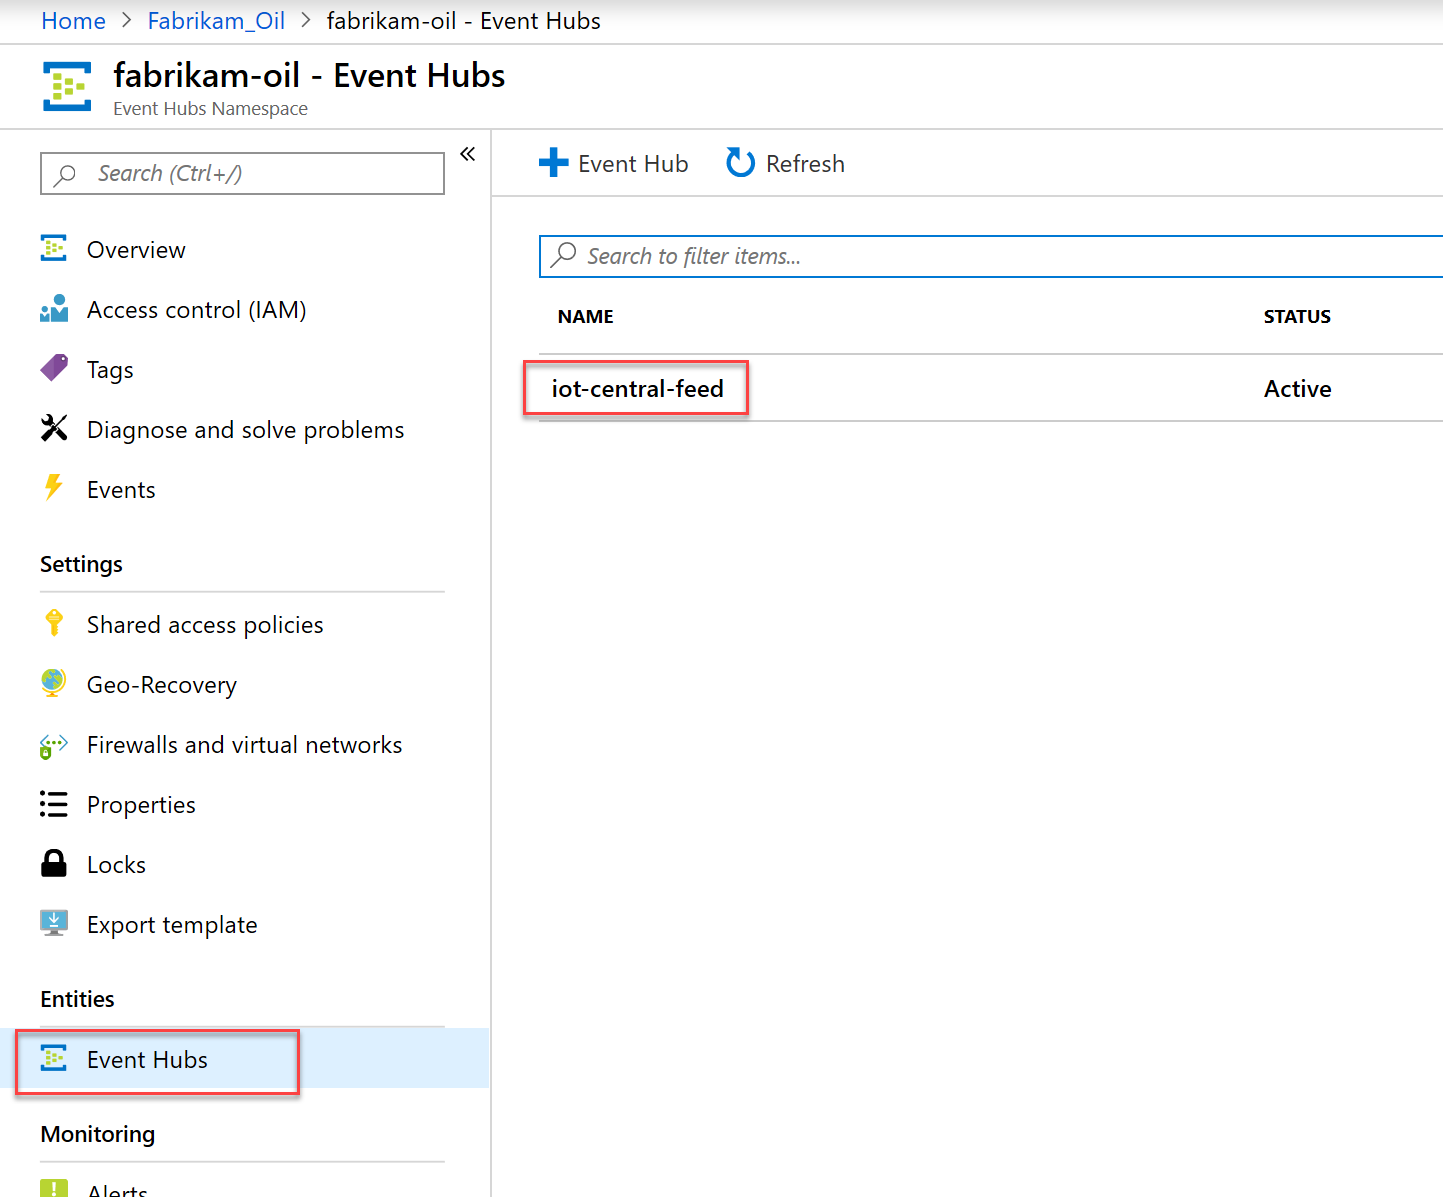 Home > Fabrikam_Oil > fabrikam-oil - Event Hubs
fabrikam-oil - Event Hubs
Event Hubs Namespace
Search (Ctrl+/)
Overview
Access control (IAM)
Tags
Diagnose and solve problems
Events
Settings
Shared access policies
Geo-Recovery
Firewalls and virtual networks
Properties
Locks
Export template
Entities
Event Hubs
Monitoring
Alerts
Event Hub Refresh
Search to filter items...
NAME STATUS
iot-central-feed Active